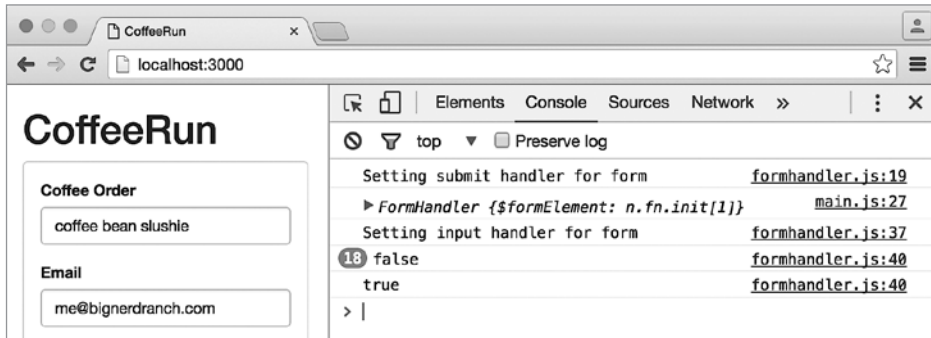 CoffeeRun ×
localhost:3000
CoffeeRun
Coffee Order
coffee bean slushie
Email
me@bignerdranch.com
Elements Console Sources Network »
top ▼ Preserve log
Setting submit handler for form formhandler.js:19
▶ FormHandler {$formElement: n.fn.init[1]} main.js:27
Setting input handler for form formhandler.js:37
18 false formhandler.js:40
true formhandler.js:40
>